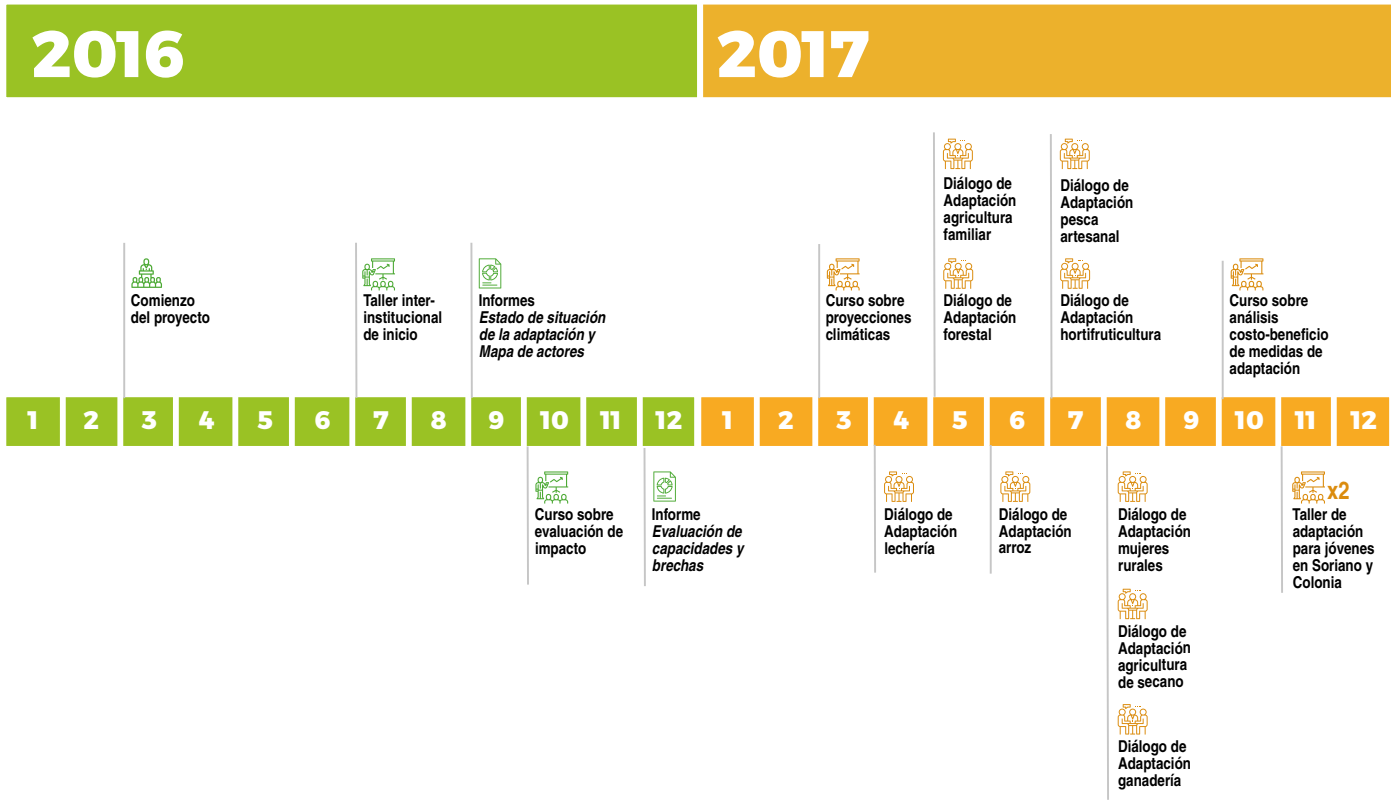 2016
2017
Diálogo de
Adaptación
agricultura
familiar
Diálogo de
Adaptación
pesca
artesanal
Comienzo
del proyecto
Taller inter-
institucional
de inicio
Informes
Estado de situación
de la adaptación y
Mapa de actores
Curso sobre
proyecciones
climáticas
Diálogo de
Adaptación
forestal
Diálogo de
Adaptación
hortifruticultura
Curso sobre
análisis
costo-beneficio
de medidas de
adaptación
1 2 3 4 5 6 7 8 9 10 11 12 1 2 3 4 5 6 7 8 9 10 11 12
Curso sobre
evaluación de
impacto
Informe
Evaluación de
capacidades y
brechas
Diálogo de
Adaptación
lechería
Diálogo de
Adaptación
arroz
Diálogo de
Adaptación
mujeres
rurales
Diálogo de
Adaptación
agricultura
de secano
Diálogo de
Adaptación
ganadería
x2
Taller de
adaptación
para jóvenes
en Soriano y
Colonia